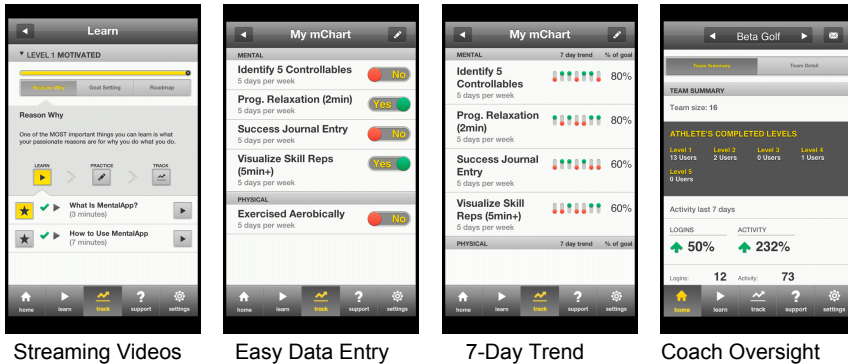 Learn
LEVEL 1 MOTIVATED
Reason Why
Goal Setting
Roadmap
Reason Why
One of the MOST important things you can learn is what
your passionate reasons are for why you do what you do.
LEARN
PRACTICE
TRACK
What Is MentalApp?
(3 minutes)
How to Use MentalApp
(7 minutes)
home
learn
track
support
settings
Streaming Videos
My mChart
MENTAL
Identify 5 Controllables
5 days per week
No
Prog. Relaxation (2min)
5 days per week
Yes
Success Journal Entry
5 days per week
No
Visualize Skill Reps
(5min+)
5 days per week
Yes
PHYSICAL
Exercised Aerobically
5 days per week
No
home
learn
track
support
settings
Easy Data Entry
My mChart
MENTAL 7 day trend % of goal
Identify 5
Controllables
5 days per week
80%
Prog. Relaxation
(2min)
5 days per week
80%
Success Journal
Entry
5 days per week
60%
Visualize Skill
Reps (5min+)
5 days per week
60%
PHYSICAL 7 day trend % of goal
home
learn
track
support
settings
7-Day Trend
Beta Golf
Team Summary
Team Detail
TEAM SUMMARY
Team size: 16
ATHLETE'S COMPLETED LEVELS
Level 1 Level 2 Level 3 Level 4
13 Users 2 Users 0 Users 1 Users
Level 5
0 Users
Activity last 7 days
LOGINS ACTIVITY
50% 232%
Logins: 12 Activity: 73
home
learn
track
support
settings
Coach Oversight